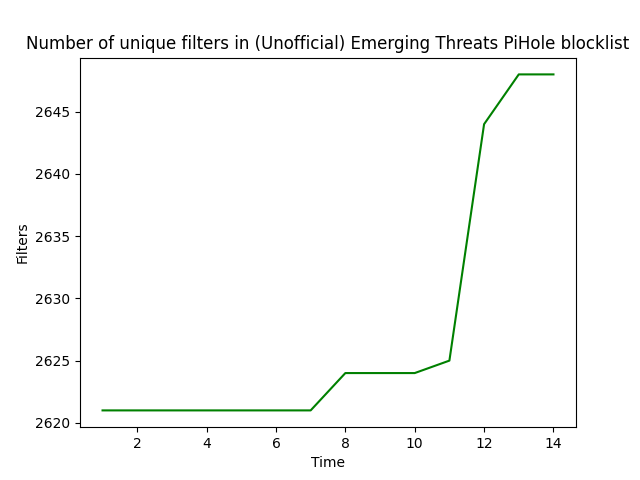 Number of unique filters in (Unofficial) Emerging Threats PiHole blocklist
2645
2640
2635
2630
2625
2620
Filters
2 4 6 8 10 12 14
Time